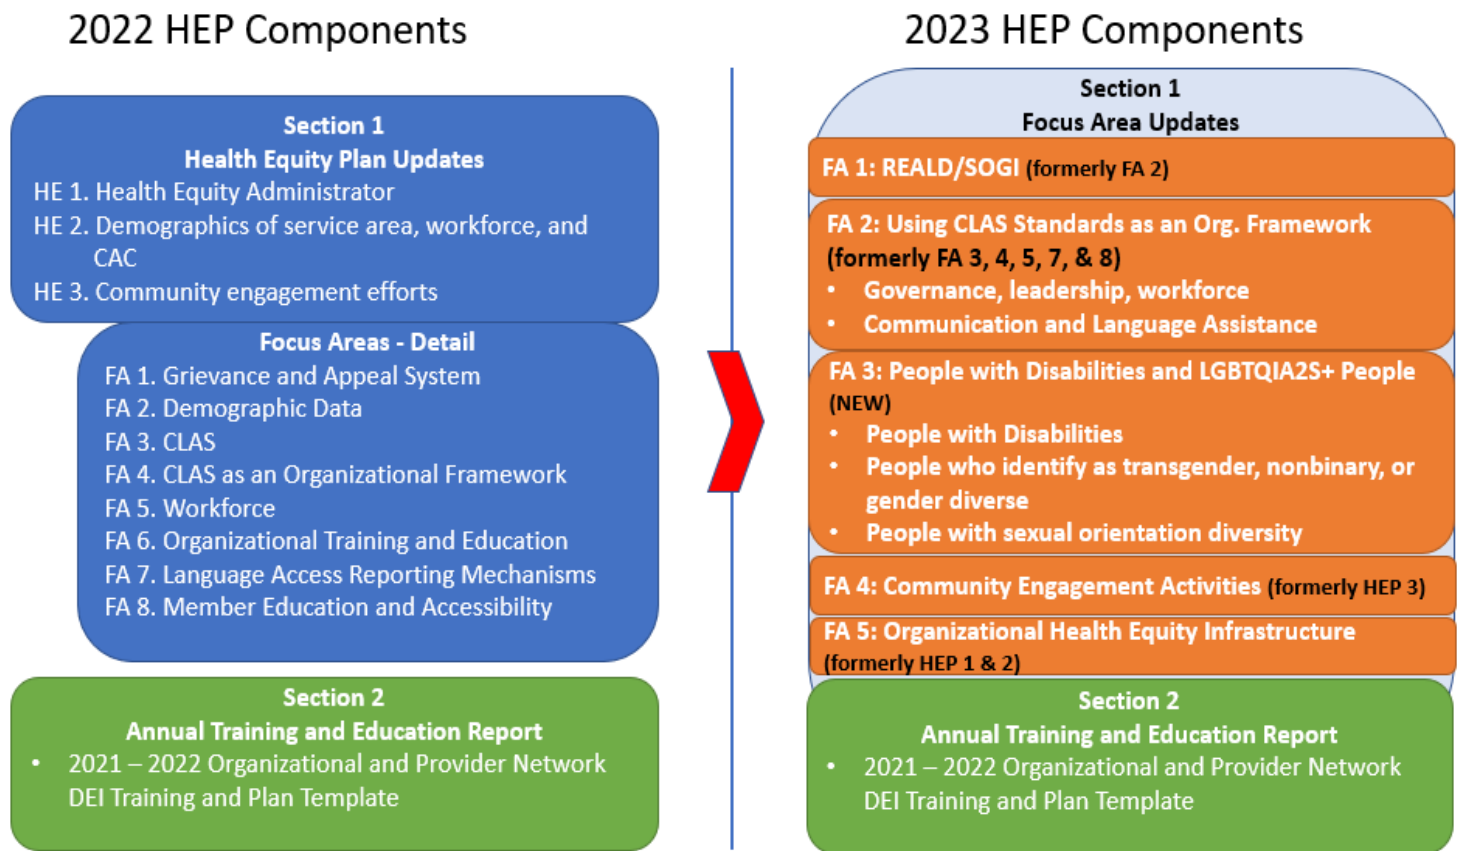 2022 HEP Components
Section 1
Health Equity Plan Updates
HE 1. Health Equity Administrator
HE 2. Demographics of service area, workforce, and
CAC
HE 3. Community engagement efforts
Focus Areas - Detail
FA 1. Grievance and Appeal System
FA 2. Demographic Data
FA 3. CLAS
FA 4. CLAS as an Organizational Framework
FA 5. Workforce
FA 6. Organizational Training and Education
FA 7. Language Access Reporting Mechanisms
FA 8. Member Education and Accessibility
Section 2
Annual Training and Education Report
• 2021 – 2022 Organizational and Provider Network
DEI Training and Plan Template
2023 HEP Components
Section 1
Focus Area Updates
FA 1: REALD/SOGI (formerly FA 2)
FA 2: Using CLAS Standards as an Org. Framework
(formerly FA 3, 4, 5, 7, & 8)
• Governance, leadership, workforce
• Communication and Language Assistance
FA 3: People with Disabilities and LGBTQIA2S+ People
(NEW)
• People with Disabilities
• People who identify as transgender, nonbinary, or
gender diverse
• People with sexual orientation diversity
FA 4: Community Engagement Activities (formerly HEP 3)
FA 5: Organizational Health Equity Infrastructure
(formerly HEP 1 & 2)
Section 2
Annual Training and Education Report
• 2021 – 2022 Organizational and Provider Network
DEI Training and Plan Template